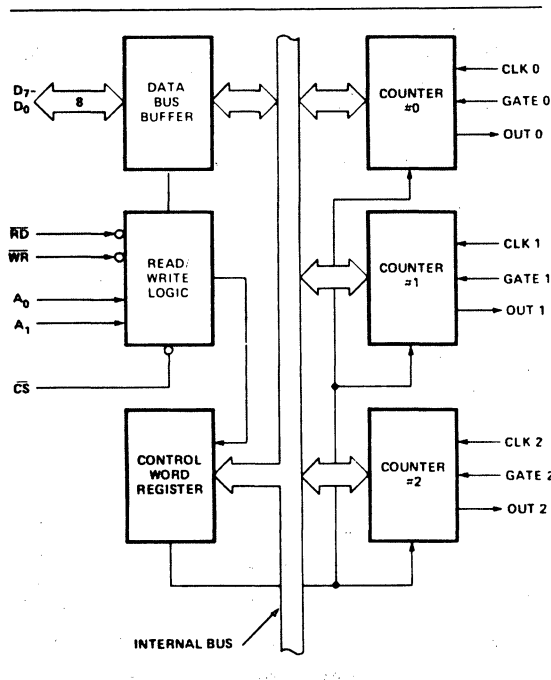 D7-
D0
8
DATA
BUS
BUFFER
COUNTER
#0
CLK 0
GATE 0
OUT 0
RD
WR
A0
A1
CS
READ/
WRITE
LOGIC
COUNTER
#1
CLK 1
GATE 1
OUT 1
CONTROL
WORD
REGISTER
COUNTER
#2
CLK 2
GATE 2
OUT 2
INTERNAL BUS